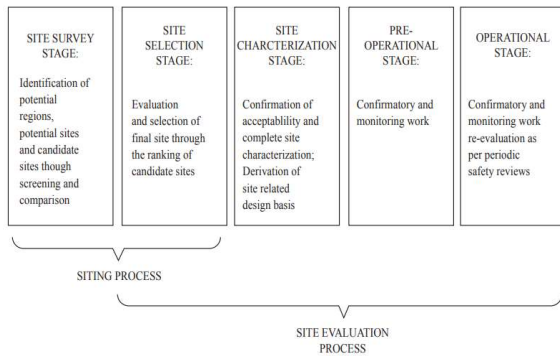 SITE SURVEY
STAGE:
Identification of
potential
regions,
potential sites
and candidate
sites though
screening and
comparison
SITE
SELECTION
STAGE:
Evaluation
and selection of
final site through
the ranking of
candidate sites
SITE
CHARCTERIZATION
STAGE:
Confirmation of
acceptablility and
complete site
characterization;
Derivation of
site related
design basis
PRE-
OPERATIONAL
STAGE:
Confirmatory and
monitoring work
OPERATIONAL
STAGE:
Confirmatory and
monitoring work
re-evaluation as
per periodic
safety reviews
SITING PROCESS
SITE EVALUATION
PROCESS